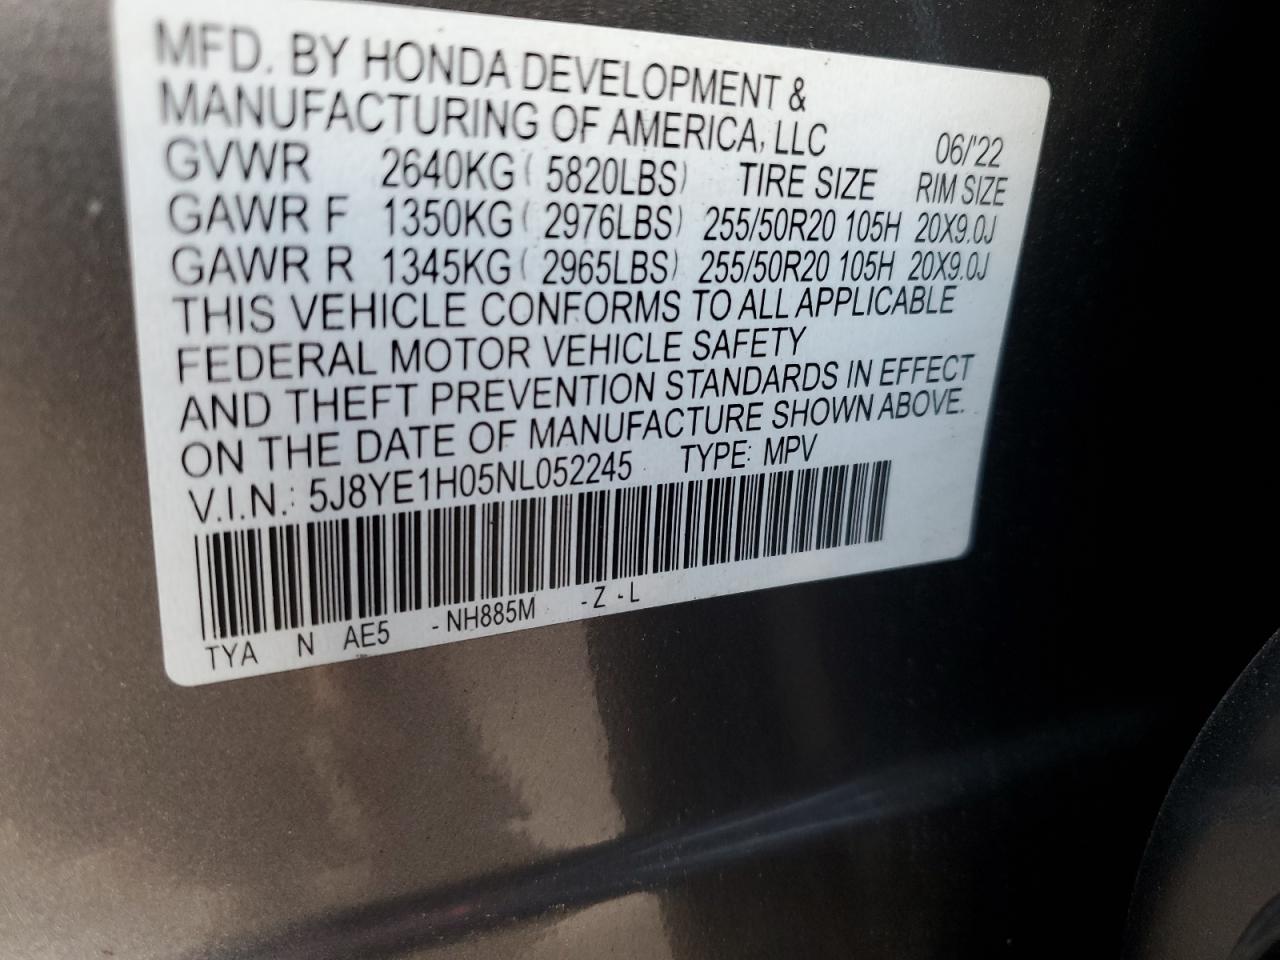 MFD. BY HONDA DEVELOPMENT &
MANUFACTURING OF AMERICA, LLC 06/'22
GVWR 2640KG ( 5820LBS) TIRE SIZE RIM SIZE
GAWR F 1350KG ( 2976LBS) 255/50R20 105H 20X9.0J
GAWR R 1345KG ( 2965LBS) 255/50R20 105H 20X9.0J
THIS VEHICLE CONFORMS TO ALL APPLICABLE
FEDERAL MOTOR VEHICLE SAFETY
AND THEFT PREVENTION STANDARDS IN EFFECT
ON THE DATE OF MANUFACTURE SHOWN ABOVE.
V.I.N.: 5J8YE1H05NL052245 TYPE: MPV
TYA N AE5 -NH885M -Z-L